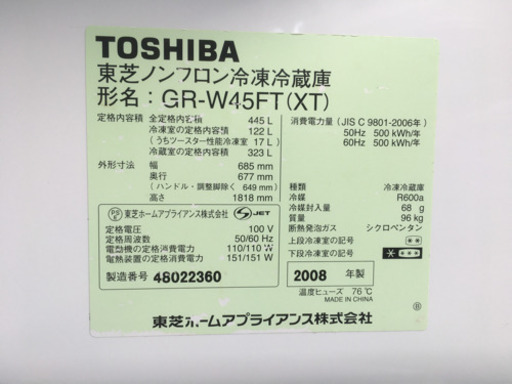 TOSHIBA
東芝ノンフロン冷凍冷蔵庫
形名：GR-W45FT(XT)
定格内容積 全定格内容積 445 L
冷凍室の定格内容積 122 L
(うちツースター性能冷凍室 17 L)
冷蔵室の定格内容積 323 L
外形寸法 幅 685 mm
奥行 677 mm
(ハンドル・調整脚除く 649 mm)
高さ 1818 mm
消費電力量 (JIS C 9801-2006年)
50Hz 500 kWh/年
60Hz 500 kWh/年
種類 冷凍冷蔵庫
冷媒 R600a
冷媒封入量 68 g
質量 96 kg
断熱発泡ガス シクロペンタン
上段冷凍室の記号
下段冷凍室の記号
PS E 東芝ホームアプライアンス株式会社 JET
定格電圧 100 V
定格周波数 50/60 Hz
電動機の定格消費電力 110/110 W
電熱装置の定格消費電力 151/151 W
製造番号 48022360
2008 年製
温度ヒューズ 76℃
MADE IN CHINA
B
東芝ホームアプライアンス株式会社